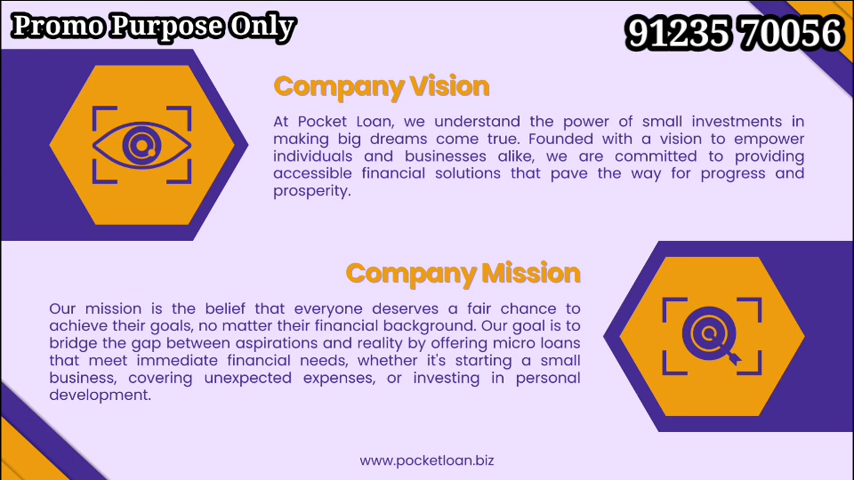 Promo Purpose Only
91235 70056
Company Vision
At Pocket Loan, we understand the power of small investments in
making big dreams come true. Founded with a vision to empower
individuals and businesses alike, we are committed to providing
accessible financial solutions that pave the way for progress and
prosperity.
Company Mission
Our mission is the belief that everyone deserves a fair chance to
achieve their goals, no matter their financial background. Our goal is to
bridge the gap between aspirations and reality by offering micro loans
that meet immediate financial needs, whether it's starting a small
business, covering unexpected expenses, or investing in personal
development.
www.pocketloan.biz